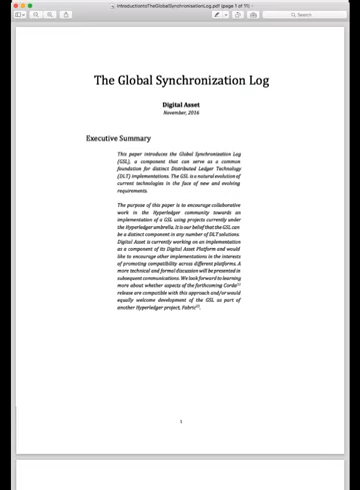 IntroductiontoTheGlobalSynchronisationLog.pdf (page 1 of 11)
Search
The Global Synchronization Log
Digital Asset
November, 2016
Executive Summary
This paper introduces the Global Synchronization Log
(GSL), a component that can serve as a common
foundation for distinct Distributed Ledger Technology
(DLT) implementations. The GSL is a natural evolution of
current technologies in the face of new and evolving
requirements.
The purpose of this paper is to encourage collaborative
work in the Hyperledger community towards an
implementation of a GSL using projects currently under
the Hyperledger umbrella. It is our belief that the GSL can
be a distinct component in any number of DLT solutions.
Digital Asset is currently working on an implementation
as a component of its Digital Asset Platform and would
like to encourage other implementations in the interests
of promoting compatibility across different platforms. A
more technical and formal discussion will be presented in
subsequent communications. We look forward to learning
more about whether aspects of the forthcoming Corda[1]
release are compatible with this approach and/or would
equally welcome development of the GSL as part of
another Hyperledger project, Fabric[2].
1